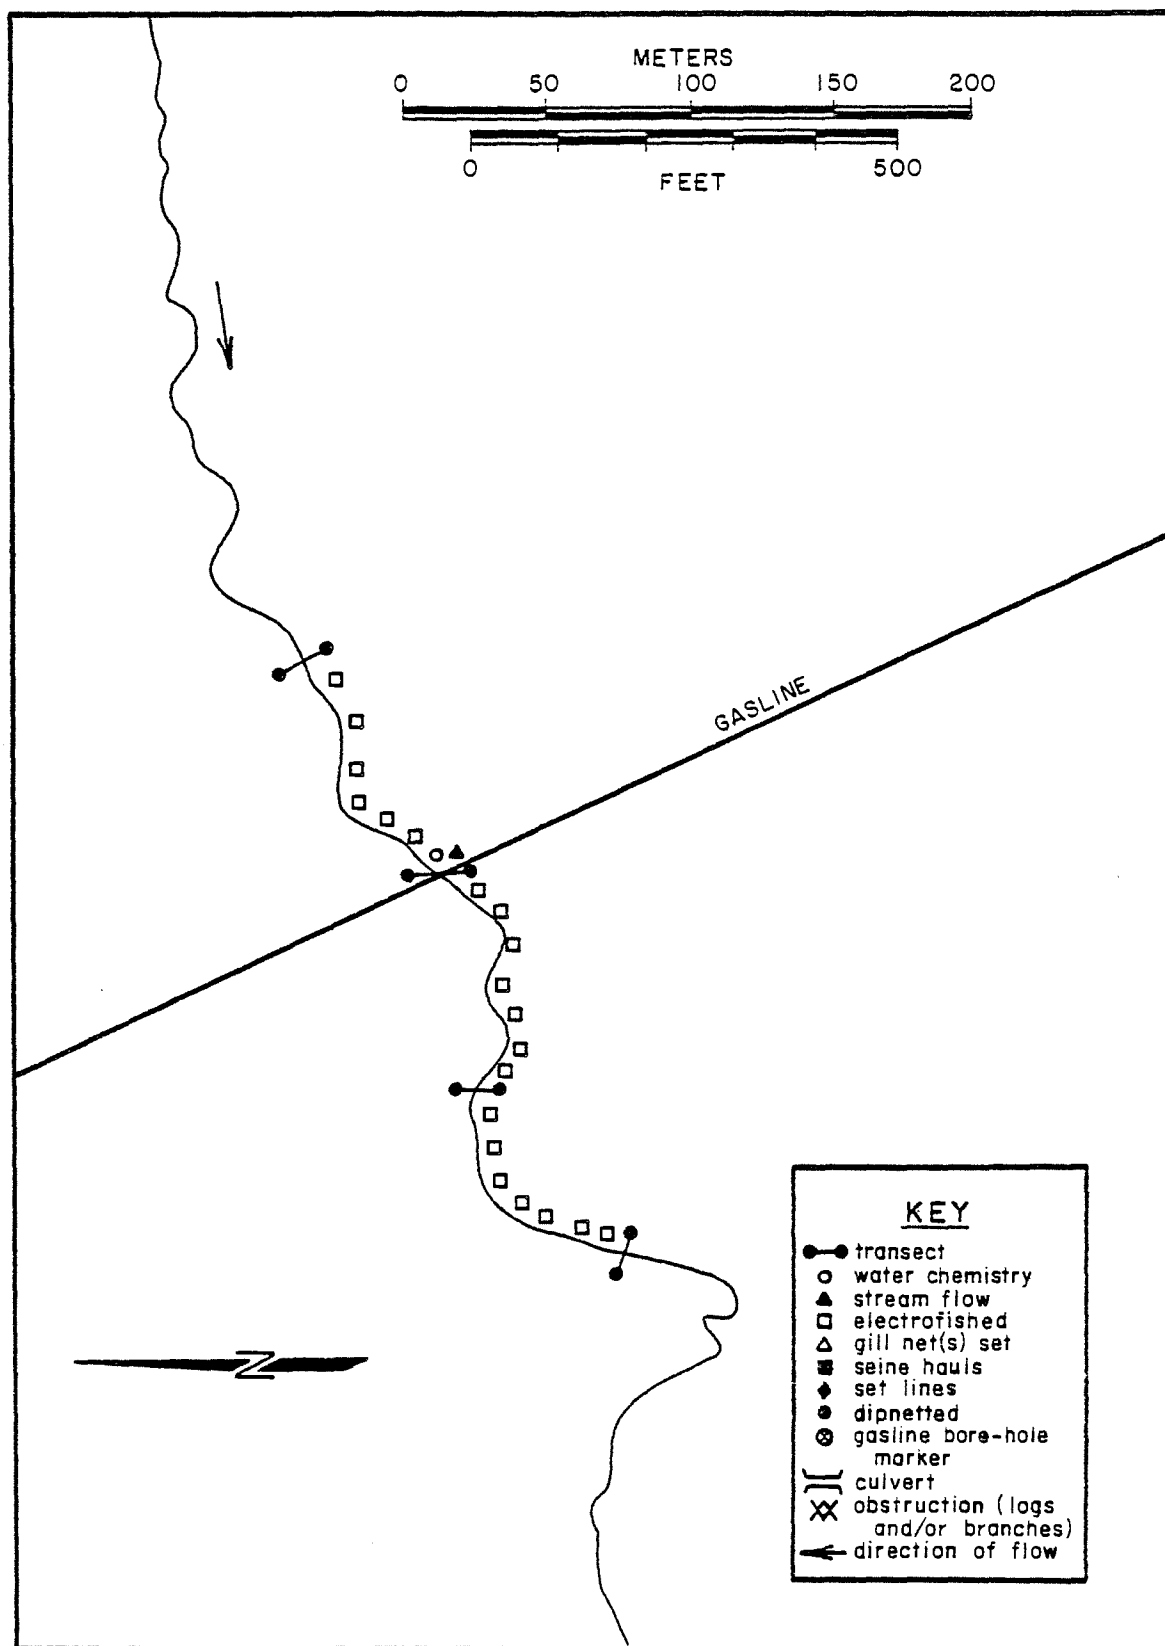 METERS
0 50 100 150 200
0 500
FEET
GASLINE
N
KEY
transect
water chemistry
stream flow
electrofished
gill net(s) set
seine hauls
set lines
dipnetted
gasline bore-hole
marker
culvert
obstruction (logs
and/or branches)
direction of flow